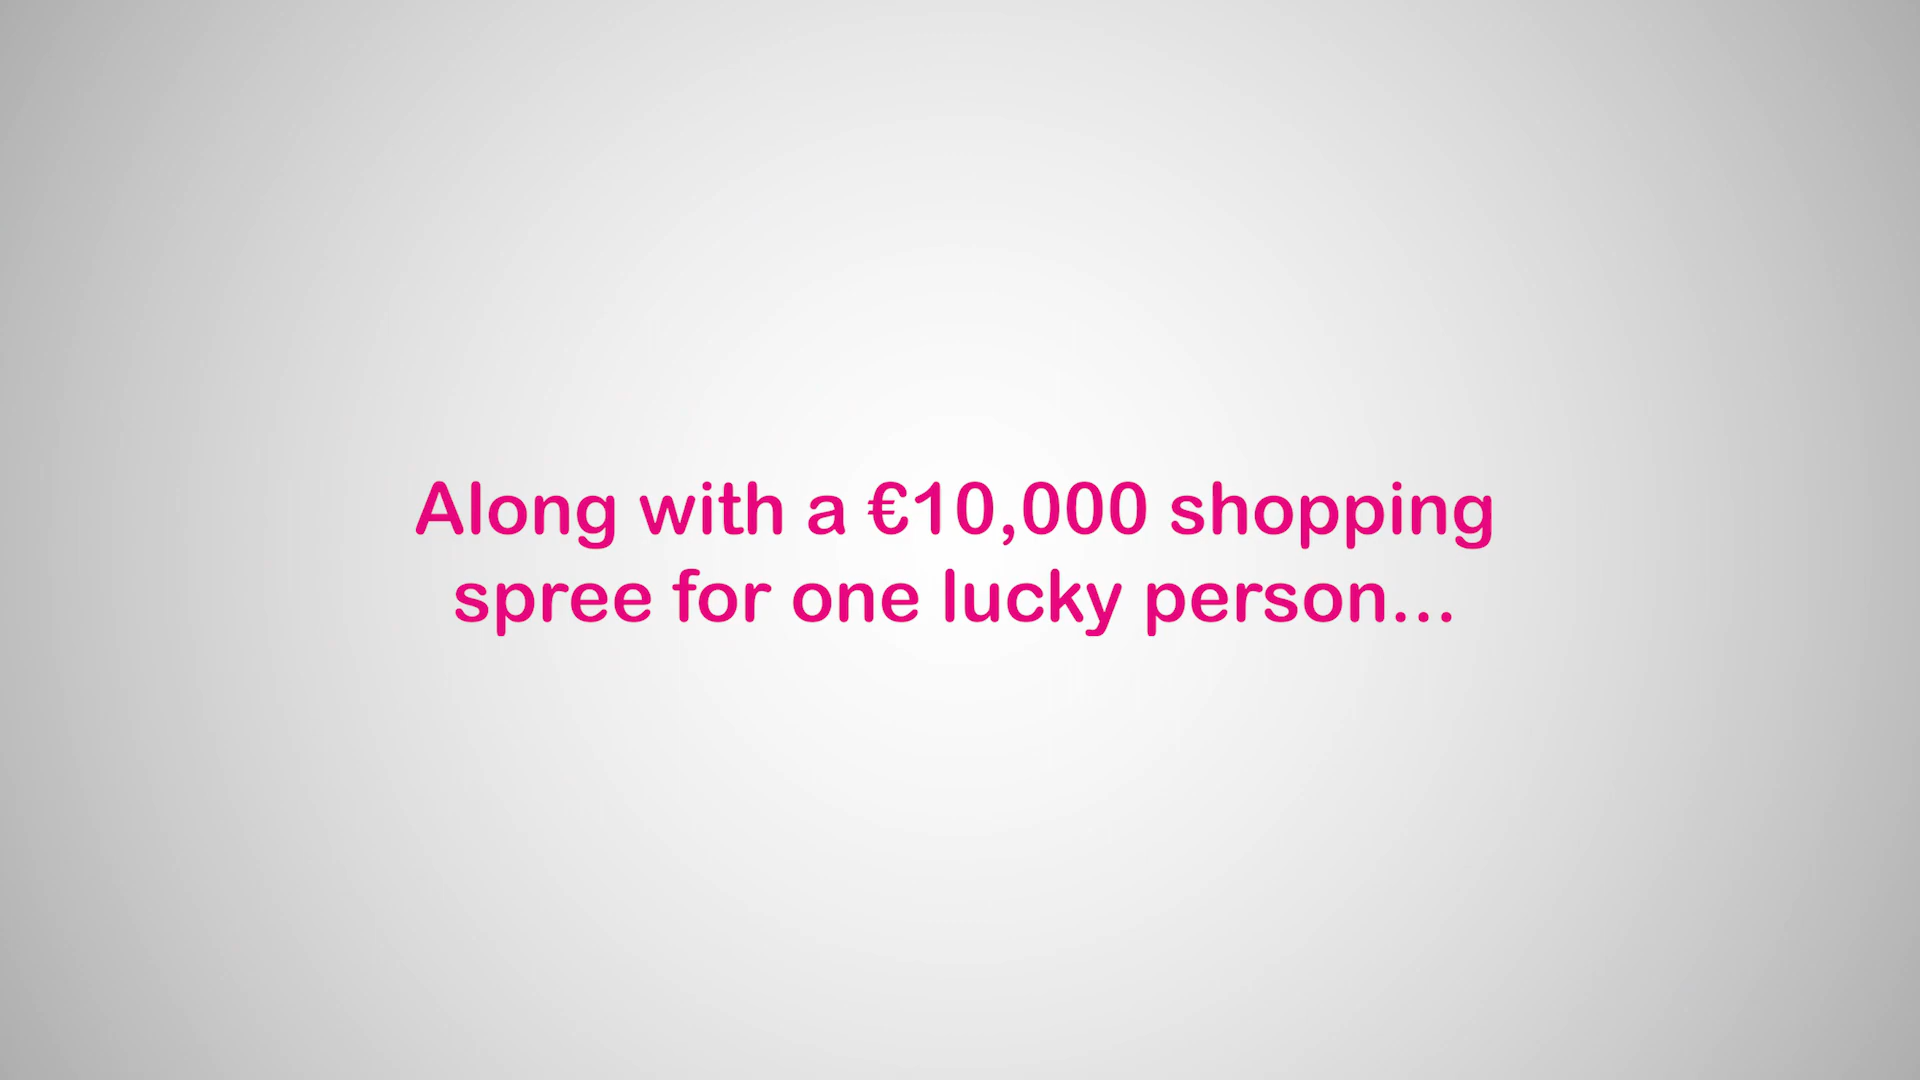 Along with a €10,000 shopping
spree for one lucky person...